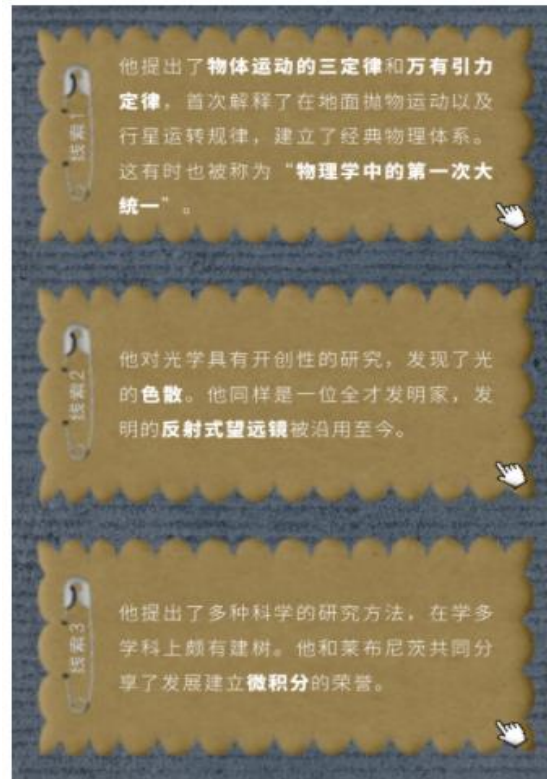 线索1
他提出了物体运动的三定律和万有引力
定律，首次解释了在地面抛物运动以及
行星运转规律，建立了经典物理体系。
这有时也被称为“物理学中的第一次大
统一”。
线索2
他对光学具有开创性的研究，发现了光
的色散。他同样是一位全才发明家，发
明的反射式望远镜被沿用至今。
线索3
他提出了多种科学的研究方法，在学多
学科上颇有建树。他和莱布尼茨共同分
享了发展建立微积分的荣誉。